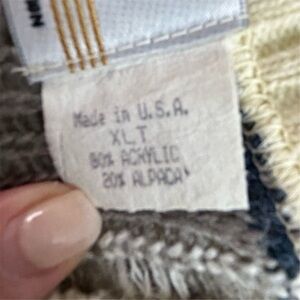 Made in U.S.A.
XLT
80% ACRYLIC
20% ALPACA